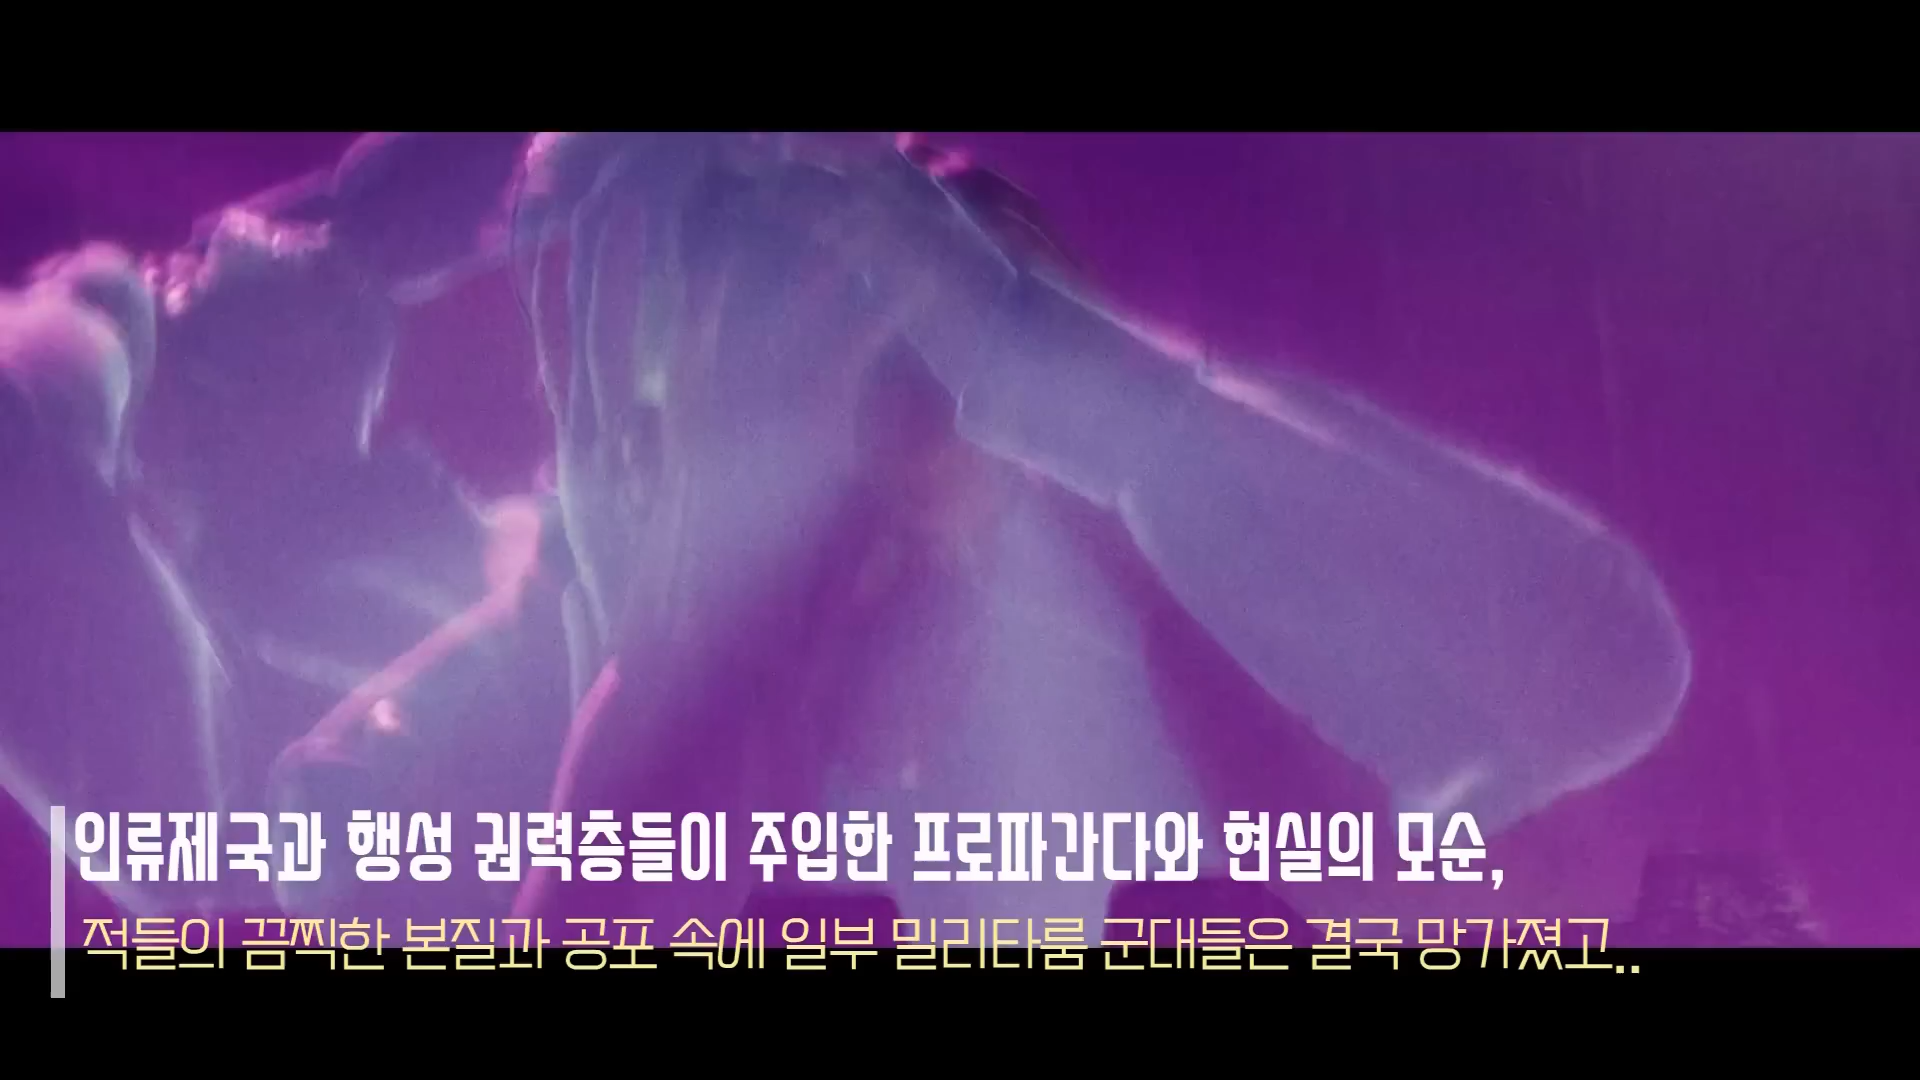 인류제국과 행성 권력층들이 주입한 프로파간다와 현실의 모순,
적들의 끔찍한 본질과 공포 속에 일부 밀리타룸 군대들은 결국 망가졌고..